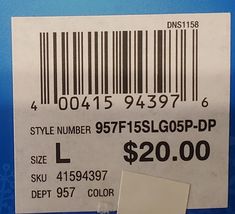 DNS1158
4 00415 94397 6
STYLE NUMBER 957F15SLG05P-DP
SIZE L $20.00
SKU 41594397
DEPT 957 COLOR